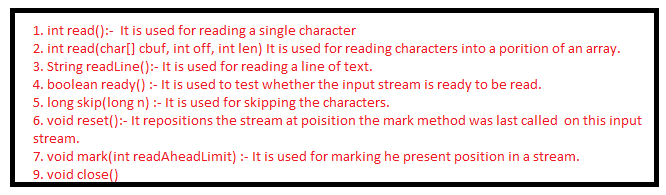 1. int read():-  It is used for reading a single character
2. int read(char[] cbuf, int off, int len) It is used for reading characters into a porition of an array.
3. String readLine():- It is used for reading a line of text.
4. boolean ready() :- It is used to test whether the input stream is ready to be read.
5. long skip(long n) :- It is used for skipping the characters.
6. void reset():- It repositions the stream at poisition the mark method was last called  on this input
stream.
7. void mark(int readAheadLimit) :- It is used for marking he present position in a stream.
9. void close()